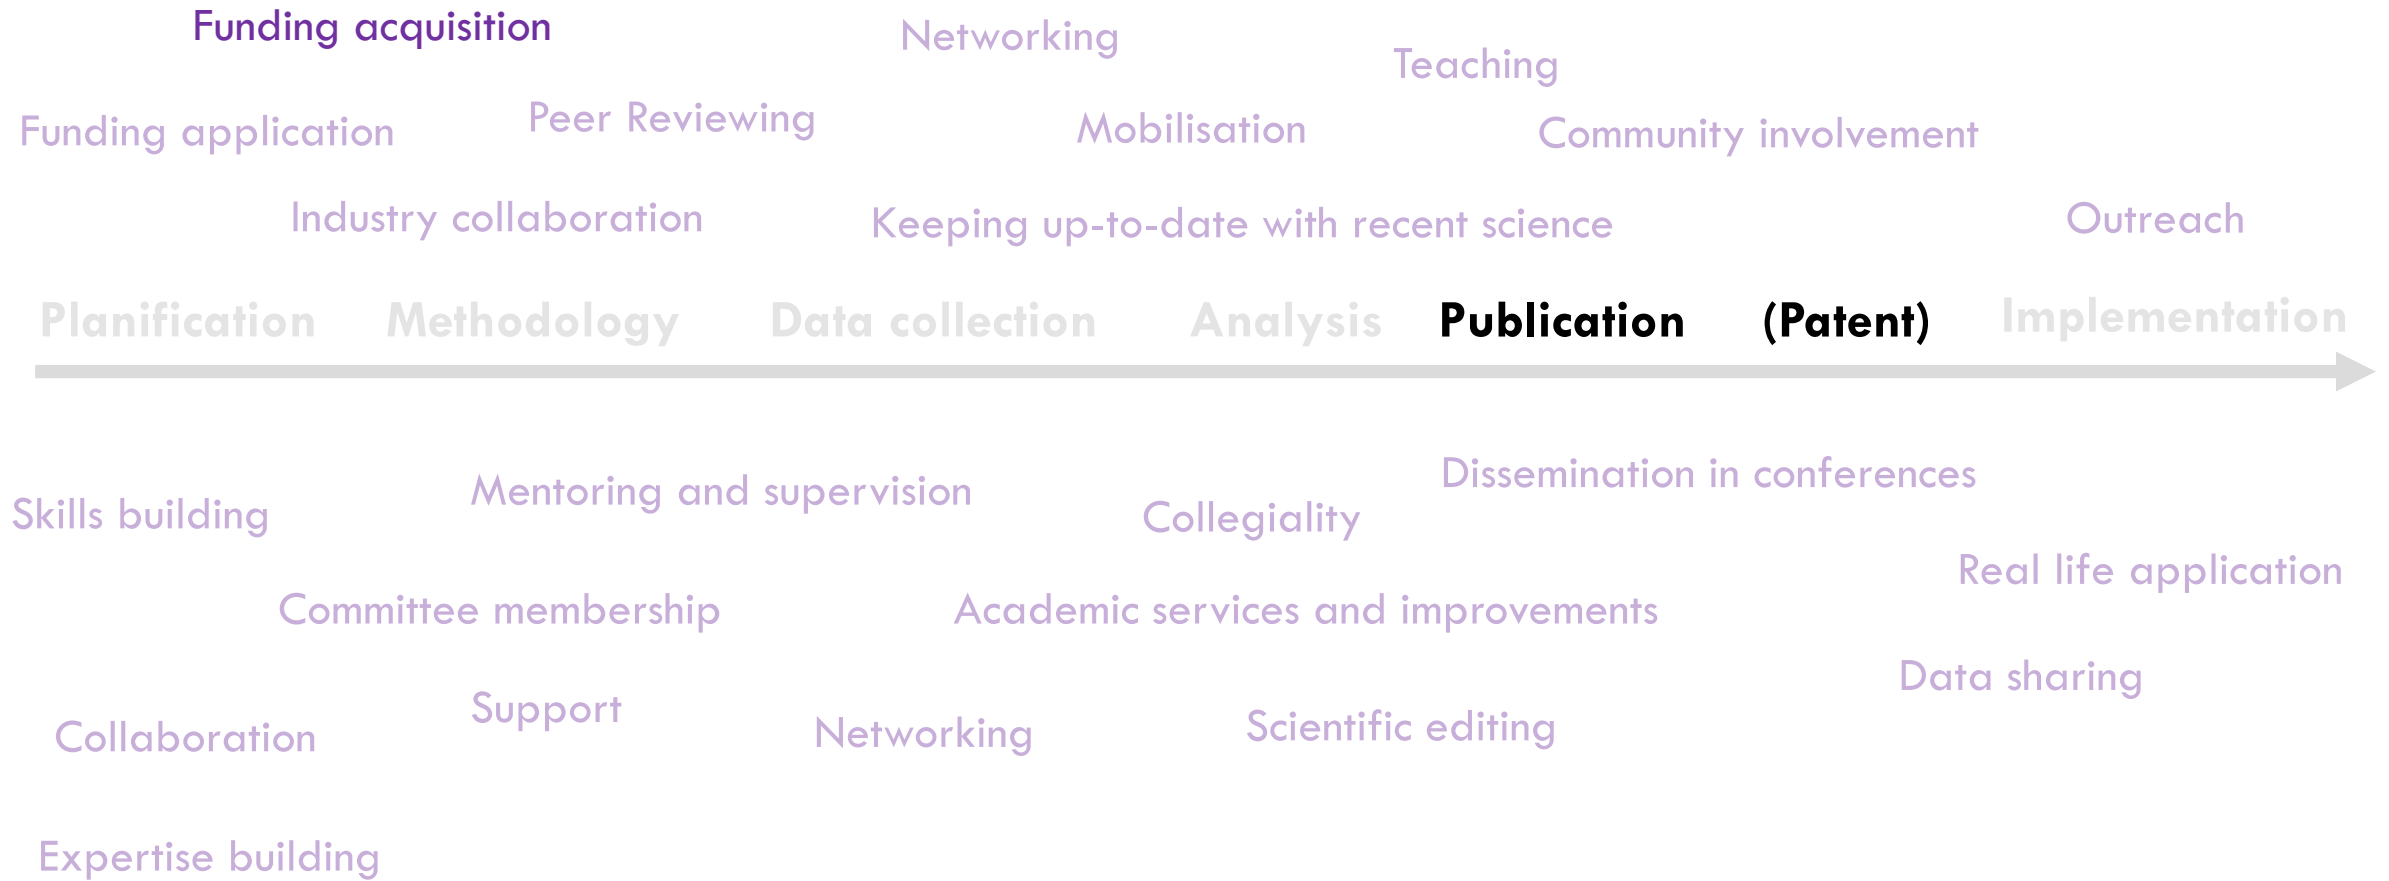 Funding acquisition
Networking
Teaching
Funding application
Peer Reviewing
Mobilisation
Community involvement
Industry collaboration
Keeping up-to-date with recent science
Outreach
Planification
Methodology
Data collection
Analysis
Publication
(Patent)
Implementation
Skills building
Mentoring and supervision
Collegiality
Dissemination in conferences
Real life application
Committee membership
Academic services and improvements
Data sharing
Collaboration
Support
Networking
Scientific editing
Expertise building